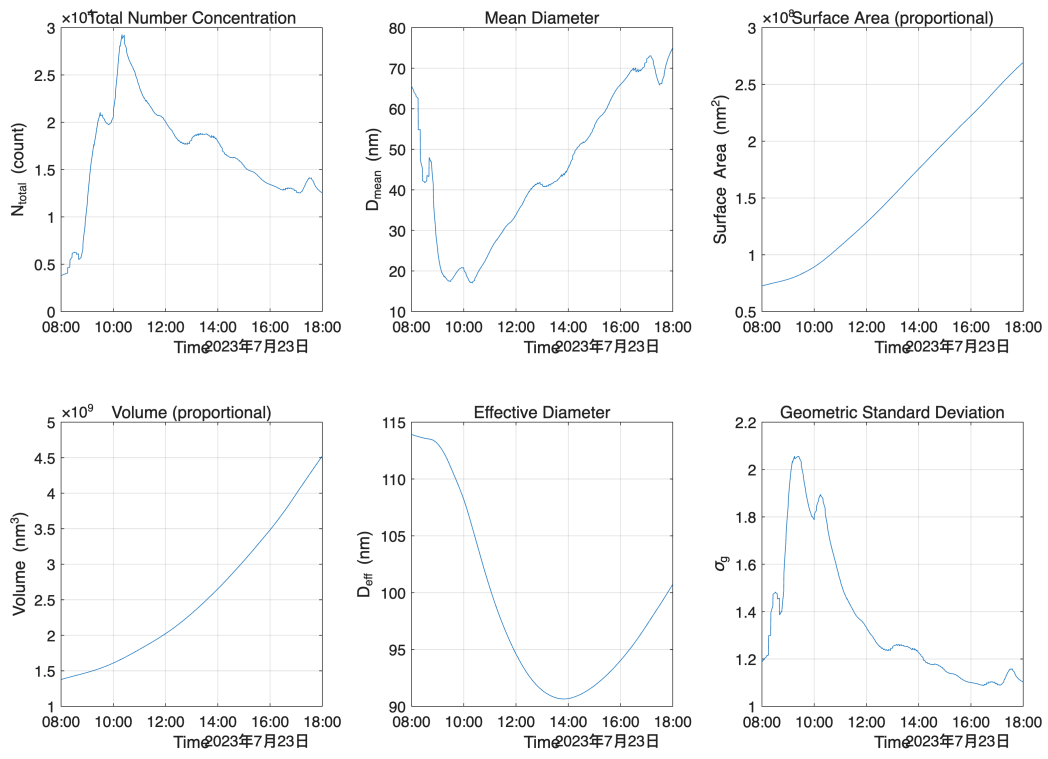 ×10⁴ Total Number Concentration
3
2.5
2
1.5
1
0.5
0
N_total (count)
08:00 10:00 12:00 14:00 16:00 18:00
Time
2023年7月23日
Mean Diameter
80
70
60
50
40
30
20
10
D_mean (nm)
08:00 10:00 12:00 14:00 16:00 18:00
Time
2023年7月23日
×10⁸ Surface Area (proportional)
3
2.5
2
1.5
1
0.5
Surface Area (nm²)
08:00 10:00 12:00 14:00 16:00 18:00
Time
2023年7月23日
×10⁹ Volume (proportional)
5
4.5
4
3.5
3
2.5
2
1.5
1
Volume (nm³)
08:00 10:00 12:00 14:00 16:00 18:00
Time
2023年7月23日
Effective Diameter
115
110
105
100
95
90
D_eff (nm)
08:00 10:00 12:00 14:00 16:00 18:00
Time
2023年7月23日
Geometric Standard Deviation
2.2
2
1.8
1.6
1.4
1.2
1
σ_g
08:00 10:00 12:00 14:00 16:00 18:00
Time
2023年7月23日